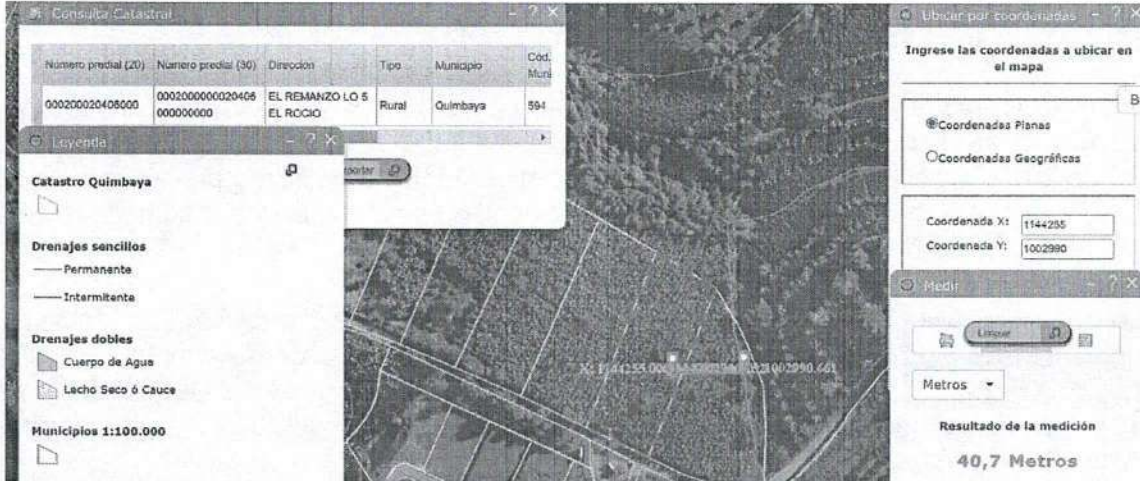 Consulta Catastral
Número predial (20) Número predial (30) Dirección Tipo Municipio Cód. Muni
000200020406000 0002000000020406 000000000 EL REMANZO LO 5 EL ROCIO Rural Quimbaya 594
Leyenda
Catastro Quimbaya
Drenajes sencillos
Permanente
Intermitente
Drenajes dobles
Cuerpo de Agua
Lecho Seco ó Cauce
Municipios 1:100.000
Ubicar por coordenadas
Ingrese las coordenadas a ubicar en
el mapa
B
Coordenadas Planas
Coordenadas Geográficas
Coordenada X: 1144255
Coordenada Y: 1002990
Medir
Limpiar
Metros
Resultado de la medición
40,7 Metros